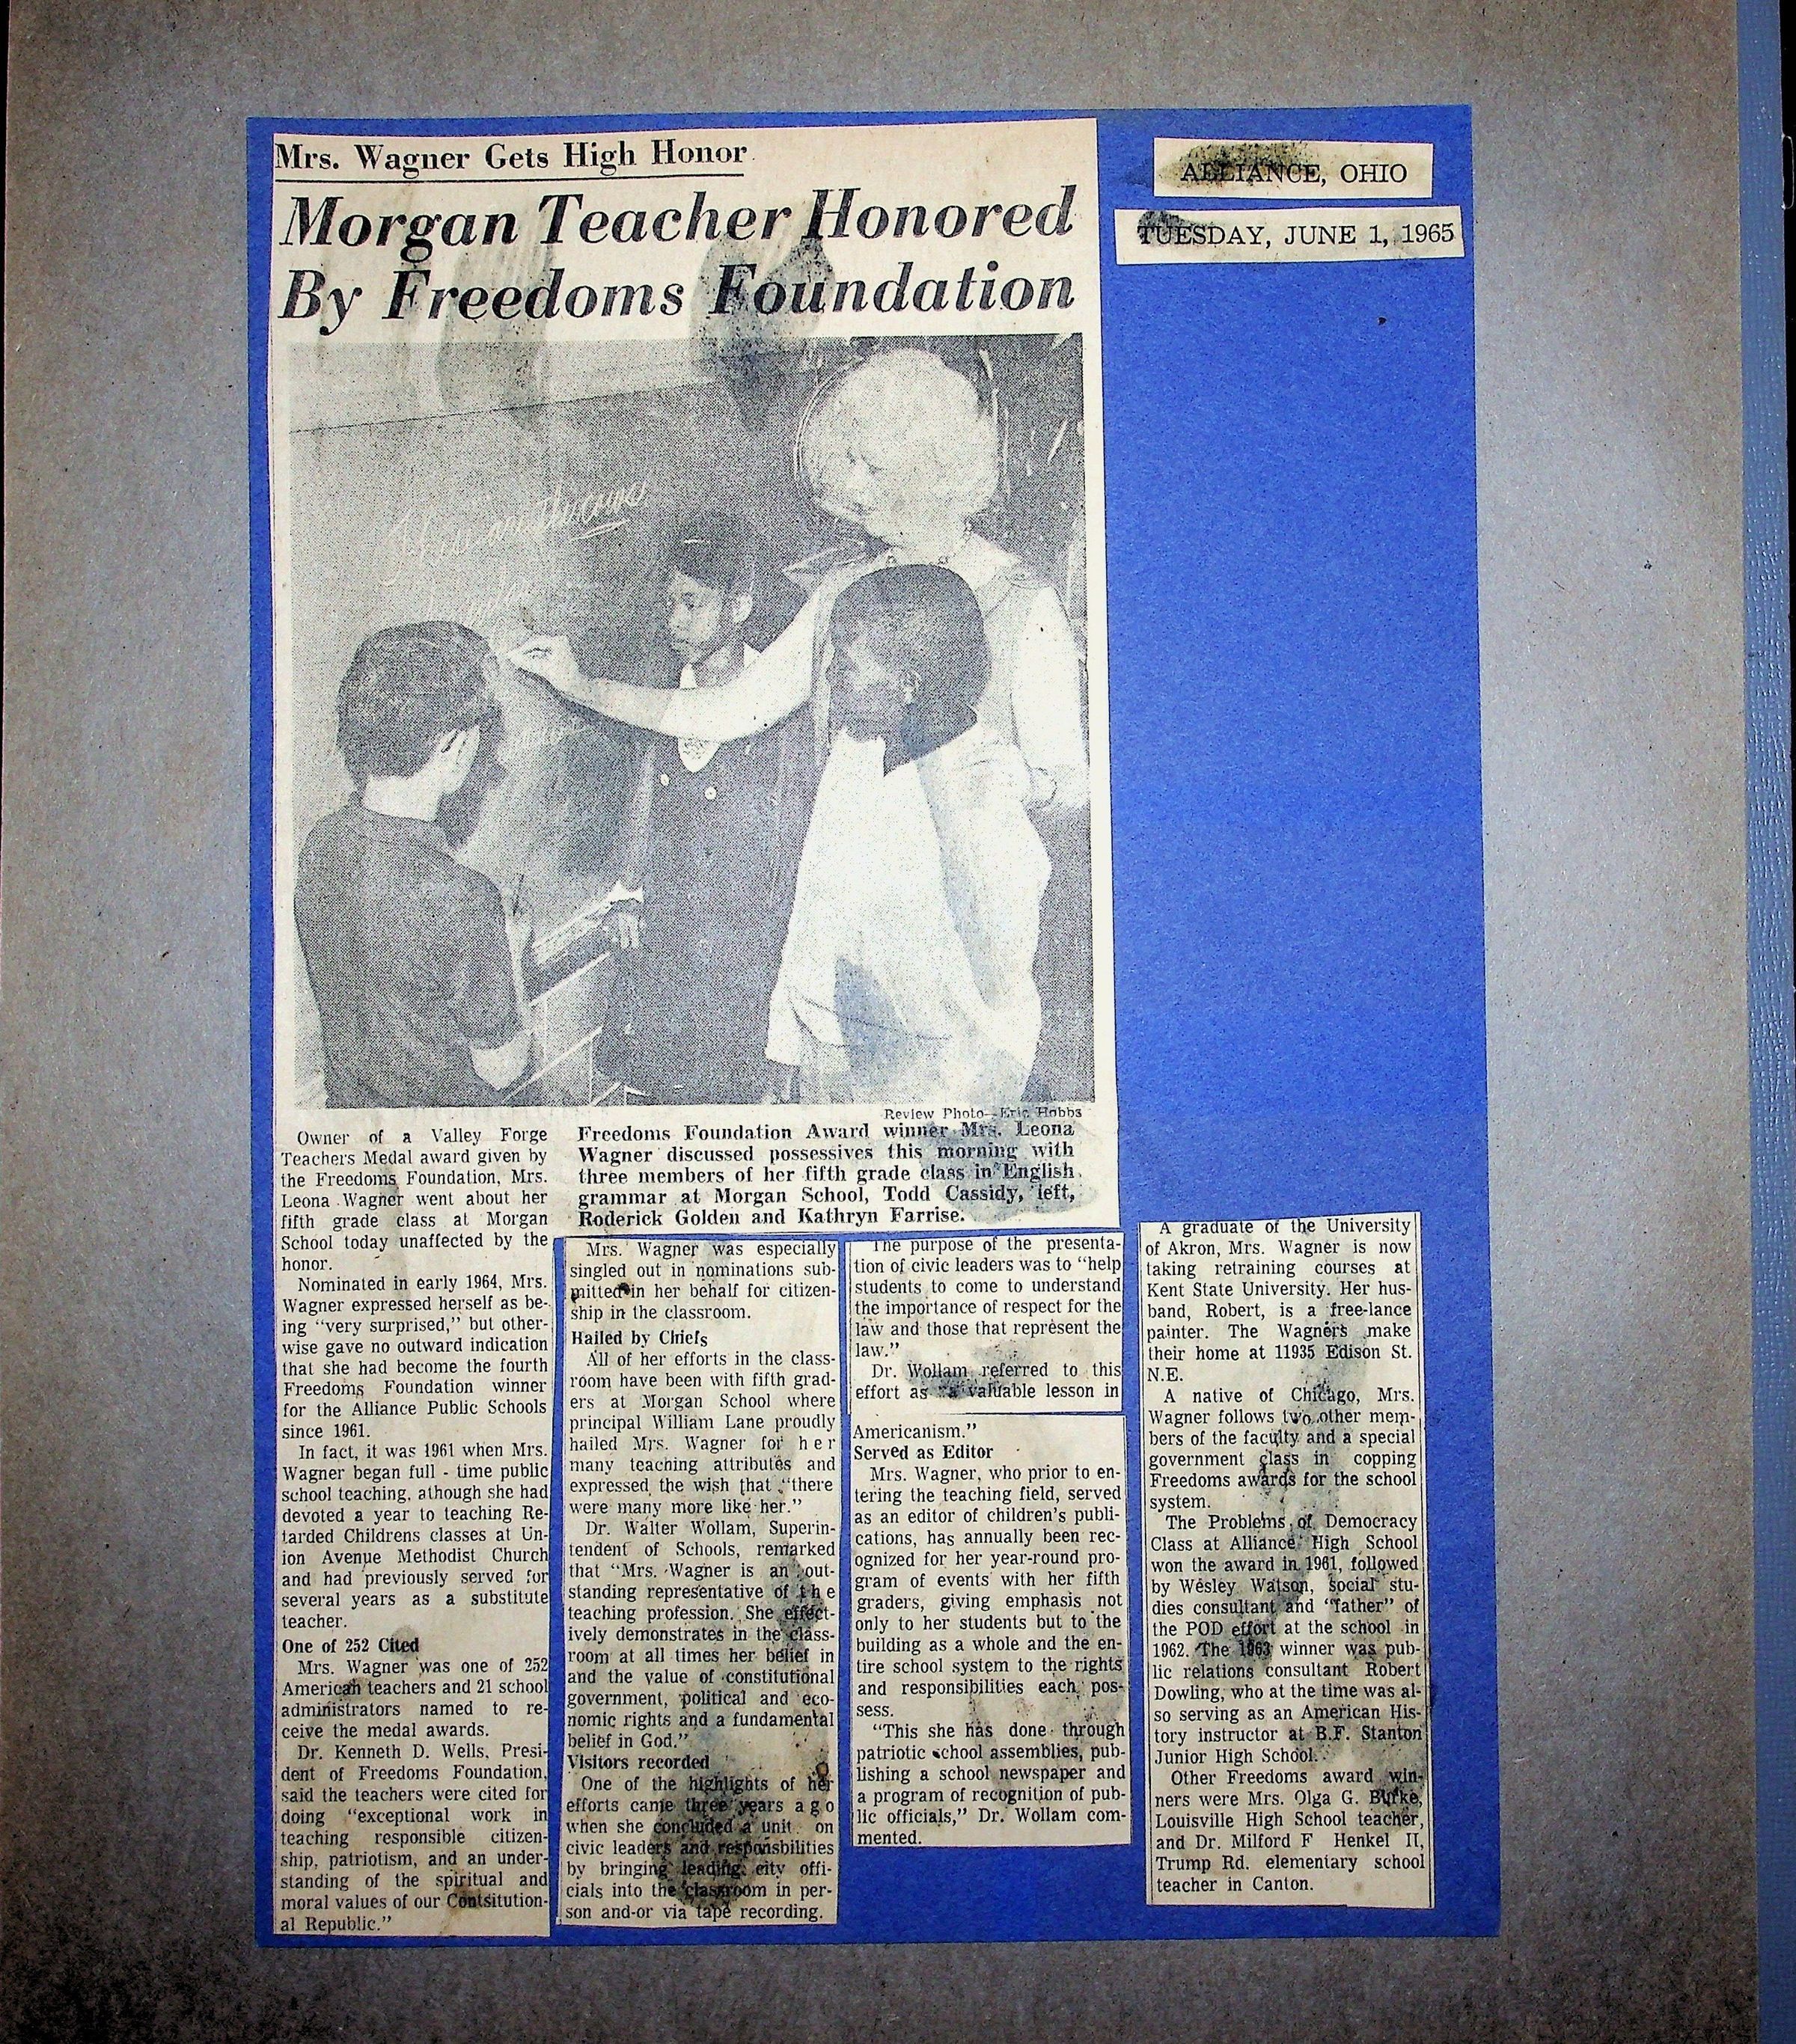 Mrs. Wagner Gets High Honor
Morgan Teacher Honored
By Freedoms Foundation
ALLIANCE, OHIO
TUESDAY, JUNE 1, 1965
Review Photo—Eric Hobbs
Freedoms Foundation Award winner Mrs. Leona
Wagner discussed possessives this morning with
three members of her fifth grade class in English
grammar at Morgan School, Todd Cassidy, left,
Roderick Golden and Kathryn Farrise.
Owner of a Valley Forge
Teachers Medal award given by
the Freedoms Foundation, Mrs.
Leona Wagner went about her
fifth grade class at Morgan
School today unaffected by the
honor.
Nominated in early 1964, Mrs.
Wagner expressed herself as be-
ing "very surprised," but other-
wise gave no outward indication
that she had become the fourth
Freedoms Foundation winner
for the Alliance Public Schools
since 1961.
In fact, it was 1961 when Mrs.
Wagner began full - time public
school teaching, athough she had
devoted a year to teaching Re-
tarded Childrens classes at Un-
ion Avenue Methodist Church
and had previously served for
several years as a substitute
teacher.
One of 252 Cited
Mrs. Wagner was one of 252
American teachers and 21 school
administrators named to re-
ceive the medal awards.
Dr. Kenneth D. Wells, Presi-
dent of Freedoms Foundation,
said the teachers were cited for
doing "exceptional work in
teaching responsible citizen-
ship, patriotism, and an under-
standing of the spiritual and
moral values of our Contsitution-
al Republic."
Mrs. Wagner was especially
singled out in nominations sub-
mitted in her behalf for citizen-
ship in the classroom.
Hailed by Chiefs
All of her efforts in the class-
room have been with fifth grad-
ers at Morgan School where
principal William Lane proudly
hailed Mrs. Wagner for her
many teaching attributes and
expressed the wish that "there
were many more like her."
Dr. Walter Wollam, Superin-
tendent of Schools, remarked
that "Mrs. Wagner is an out-
standing representative of the
teaching profession. She effect-
ively demonstrates in the class-
room at all times her belief in
and the value of constitutional
government, political and eco-
nomic rights and a fundamental
belief in God."
Visitors recorded
One of the highlights of her
efforts came three years ago
when she concluded a unit on
civic leaders and responsbilities
by bringing leading city offi-
cials into the classroom in per-
son and-or via tape recording.
The purpose of the presenta-
tion of civic leaders was to "help
students to come to understand
the importance of respect for the
law and those that represent the
law."
Dr. Wollam referred to this
effort as "a valuable lesson in
Americanism."
Served as Editor
Mrs. Wagner, who prior to en-
tering the teaching field, served
as an editor of children's publi-
cations, has annually been rec-
ognized for her year-round pro-
gram of events with her fifth
graders, giving emphasis not
only to her students but to the
building as a whole and the en-
tire school system to the rights
and responsibilities each pos-
sess.
"This she has done through
patriotic school assemblies, pub-
lishing a school newspaper and
a program of recognition of pub-
lic officials," Dr. Wollam com-
mented.
A graduate of the University
of Akron, Mrs. Wagner is now
taking retraining courses at
Kent State University. Her hus-
band, Robert, is a free-lance
painter. The Wagners make
their home at 11935 Edison St.
N.E.
A native of Chicago, Mrs.
Wagner follows two other mem-
bers of the faculty and a special
government class in copping
Freedoms awards for the school
system.
The Problems of Democracy
Class at Alliance High School
won the award in 1961, followed
by Wesley Watson, social stu-
dies consultant and "father" of
the POD effort at the school in
1962. The 1963 winner was pub-
lic relations consultant Robert
Dowling, who at the time was al-
so serving as an American His-
tory instructor at B.F. Stanton
Junior High School.
Other Freedoms award win-
ners were Mrs. Olga G. Burke,
Louisville High School teacher,
and Dr. Milford F Henkel II,
Trump Rd. elementary school
teacher in Canton.